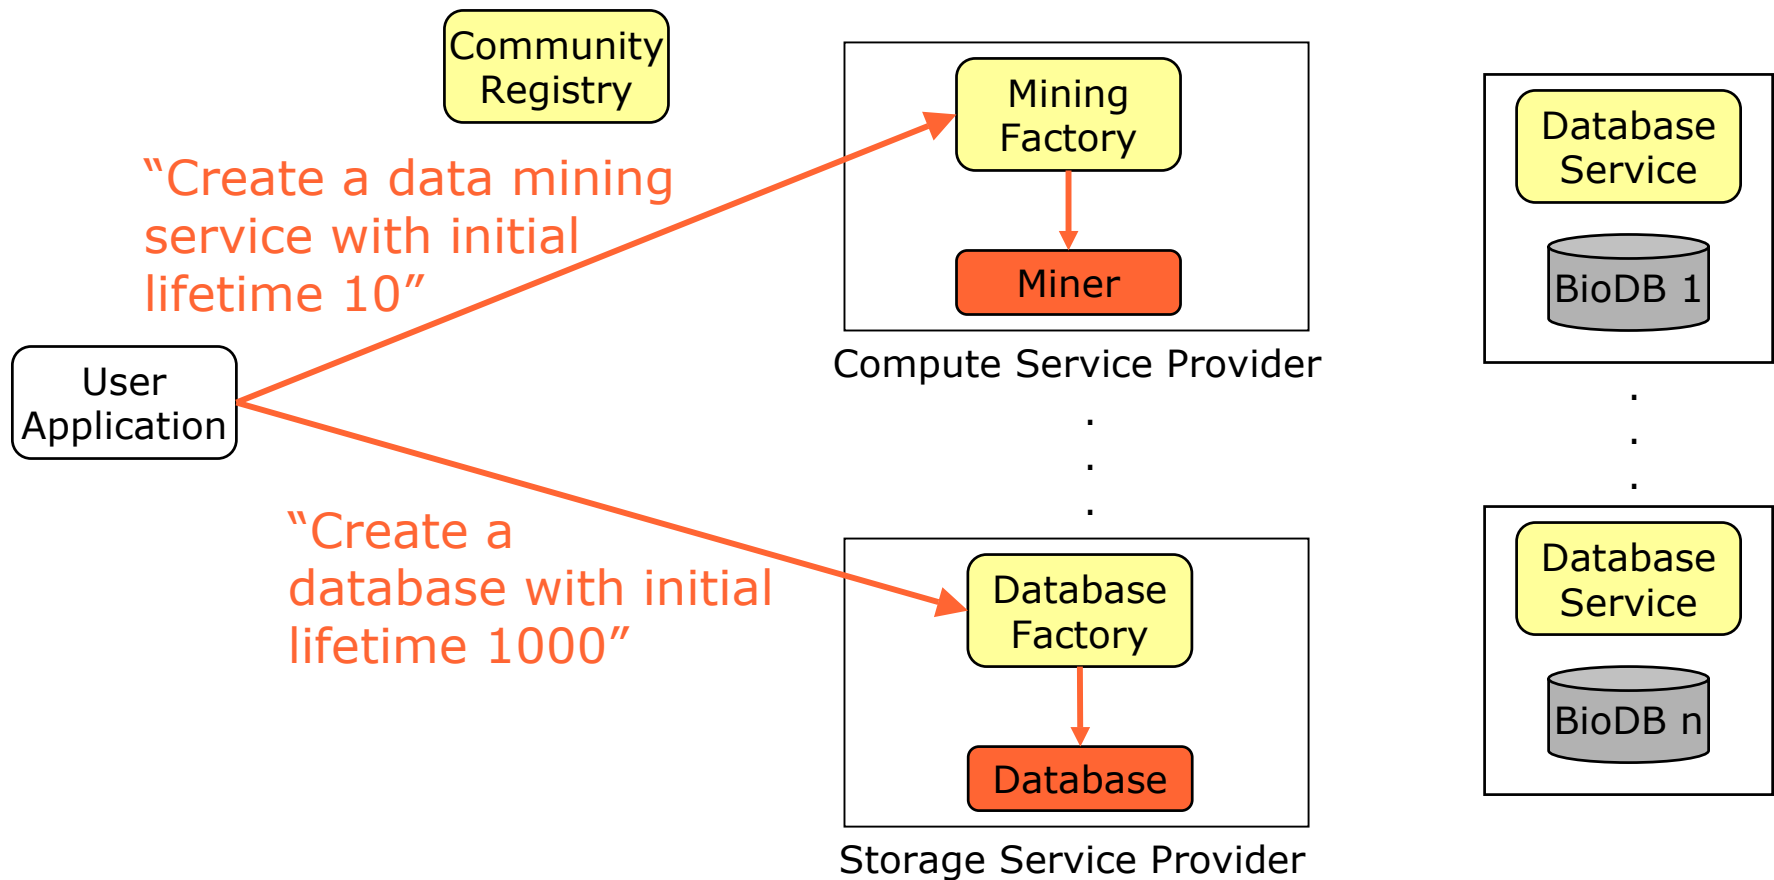 Community
Registry
“Create a data mining
service with initial
lifetime 10”
User
Application
“Create a
database with initial
lifetime 1000”
Mining
Factory
Miner
Compute Service Provider
.
.
.
Database
Factory
Database
Storage Service Provider
Database
Service
BioDB 1
.
.
.
Database
Service
BioDB n